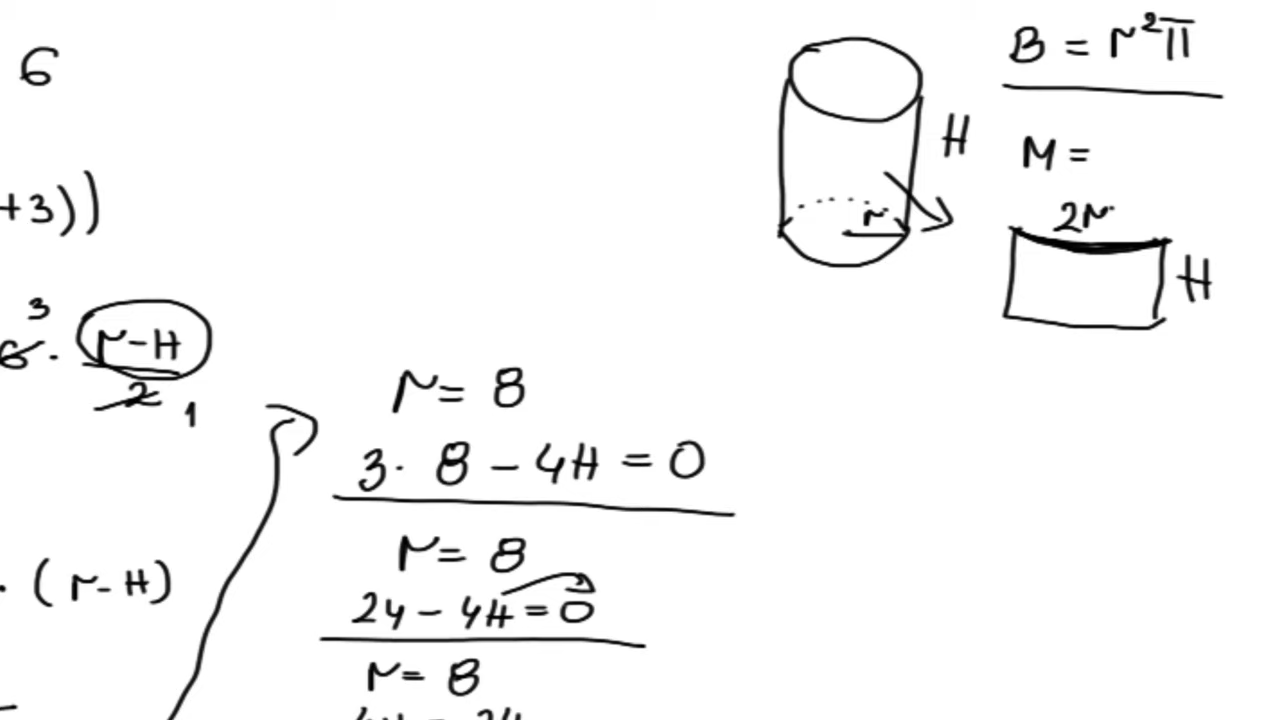 6
+3))
3
6 · r-H
2 1
· (r-H)
r = 8
3 · 8 - 4H = 0
r = 8
24 - 4H = 0
r = 8
H
r
B = r²π
M =
2r
H